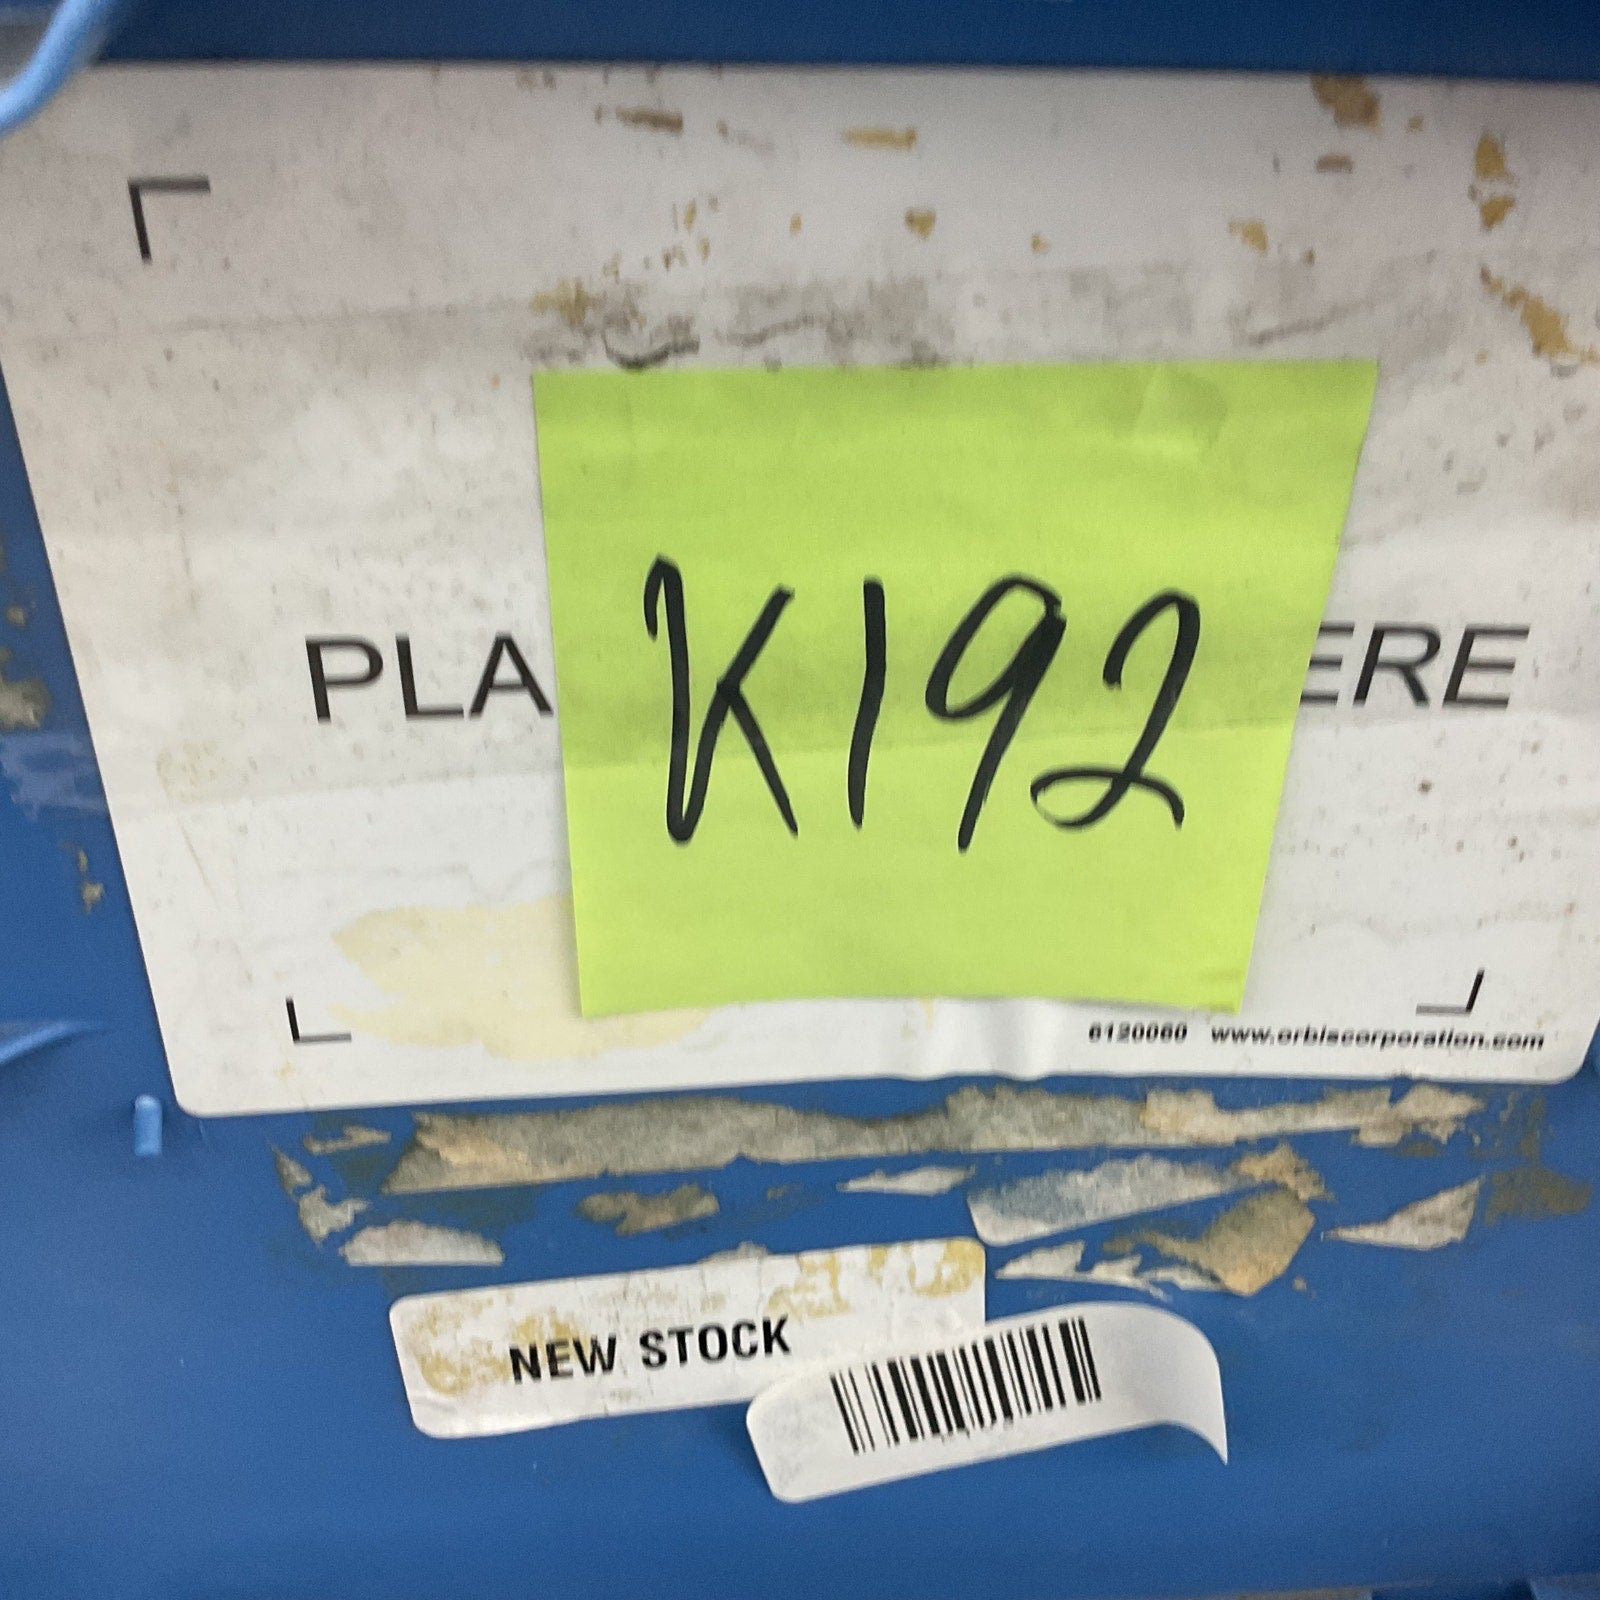 PLA K192 ERE
6120060 www.orbiscorporation.com
NEW STOCK